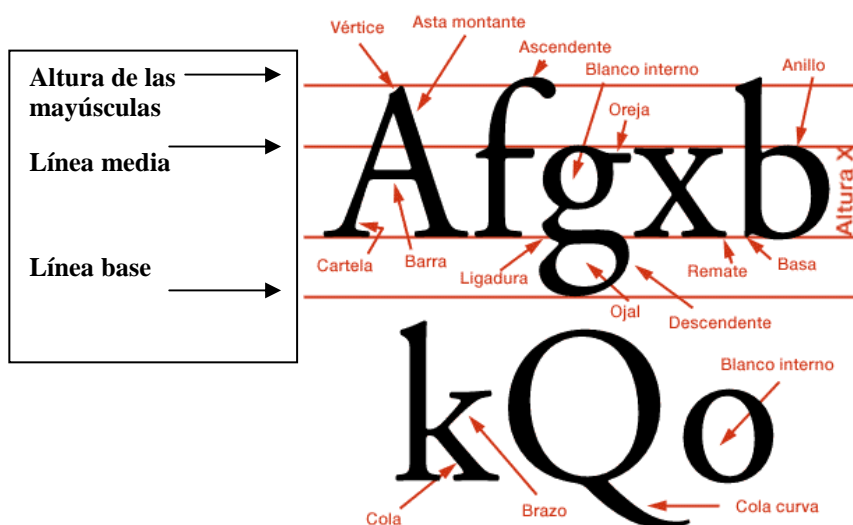 Altura de las
mayúsculas
Línea media
Línea base
Vértice
Asta montante
Ascendente
Blanco interno
Anillo
Oreja
Afgxb
Altura X
Cartela
Barra
Ligadura
Ojal
Descendente
Remate
Basa
kQo
Blanco interno
Cola
Brazo
Cola curva